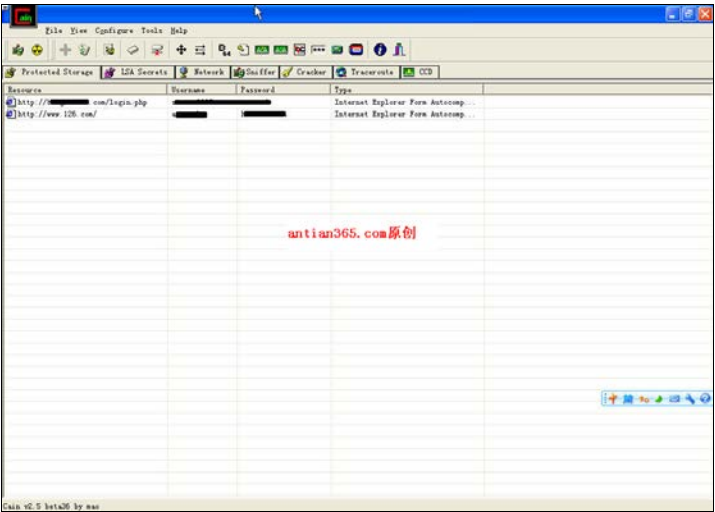 Cain
File View Configure Tools Help
Protected Storage LSA Secrets Network Sniffer Cracker Traceroute CCD
Resource Username Password Type
http:// com/login.php Internet Explorer Form Autocomp...
http://www.126.com/ Internet Explorer Form Autocomp...
antian365.com原创
Cain v2.5 beta36 by mao